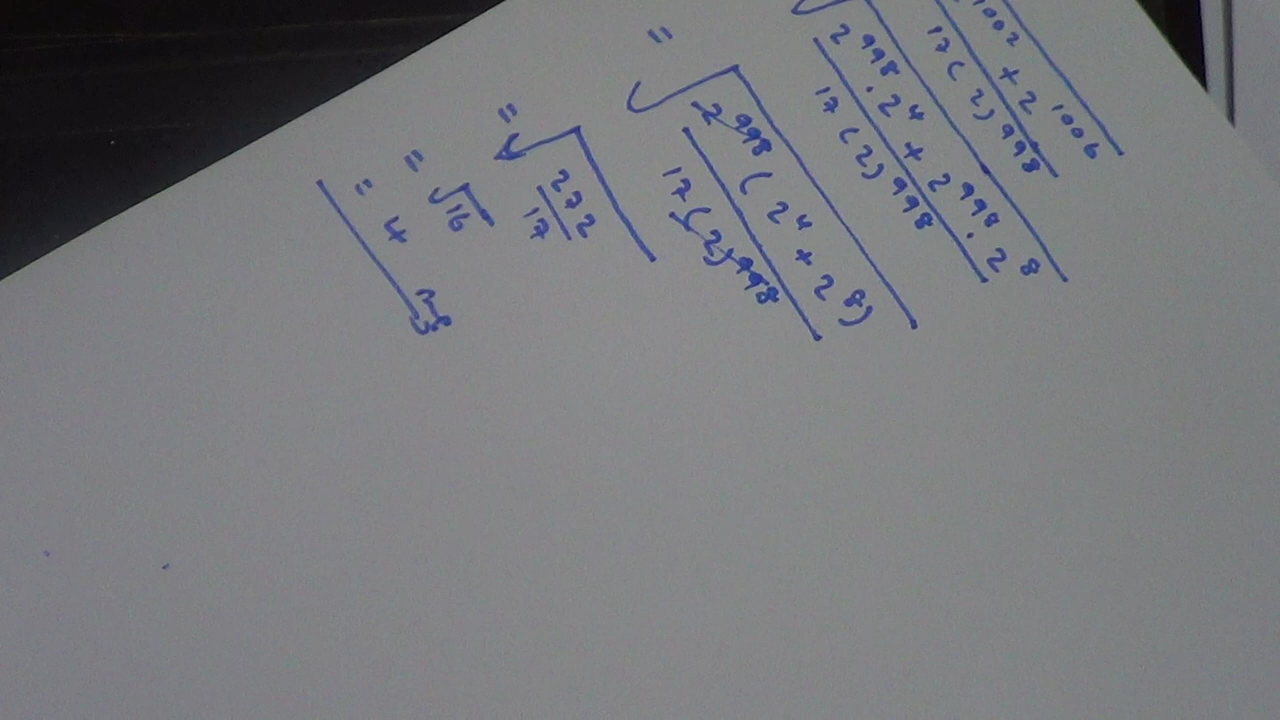 √ 1002 + 2^1006 / 17(2)^998
= √ 2^998 . 2^4 + 2^998 . 2^8 / 17(2)^998
= √ 2^998 (2^4 + 2^8) / 17(2)^998
= √ 272 / 17
= √16
= 4